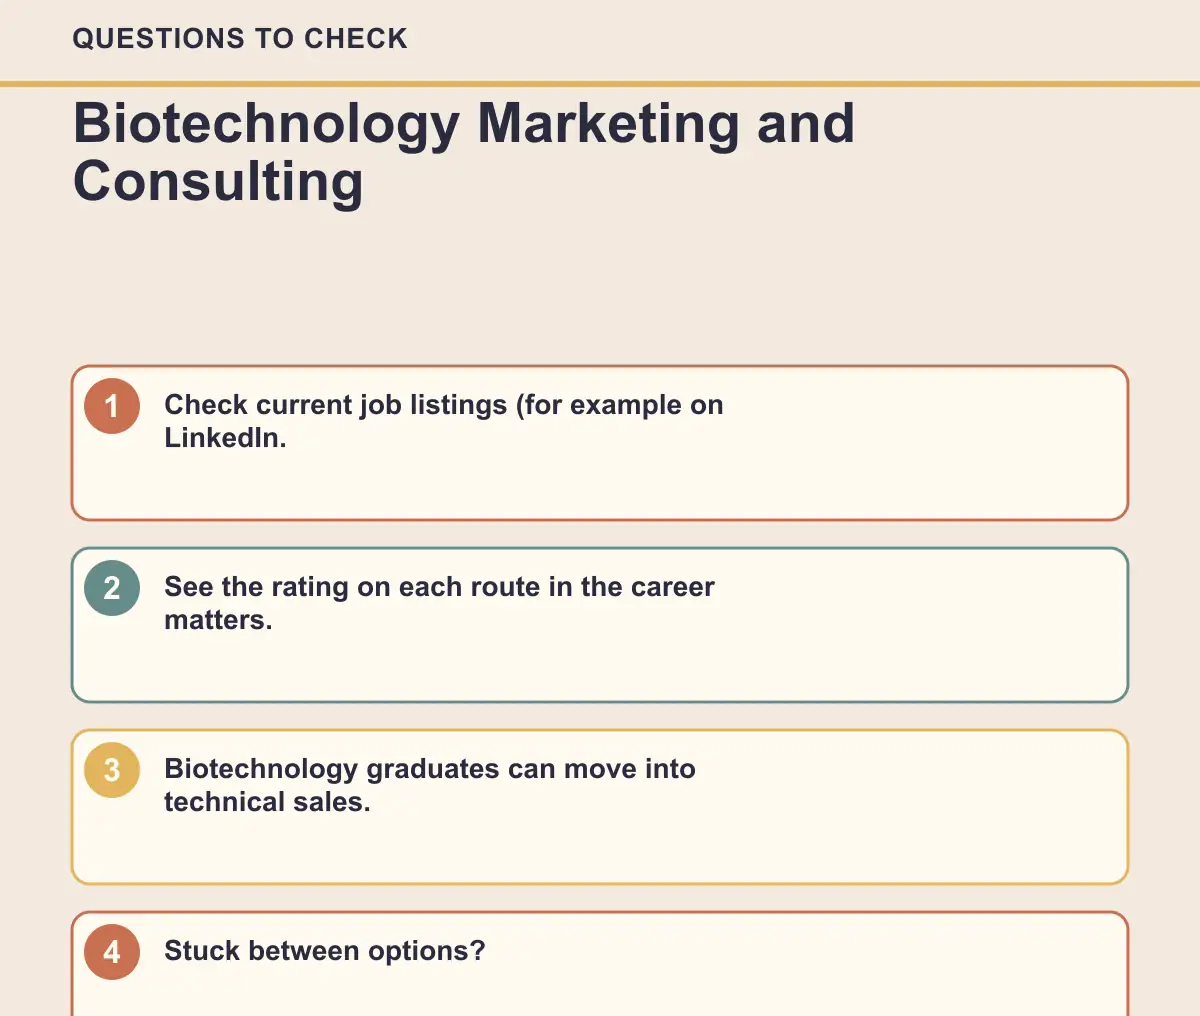 QUESTIONS TO CHECK
Biotechnology Marketing and
Consulting
1
Check current job listings (for example on
LinkedIn.
2
See the rating on each route in the career
matters.
3
Biotechnology graduates can move into
technical sales.
4
Stuck between options?